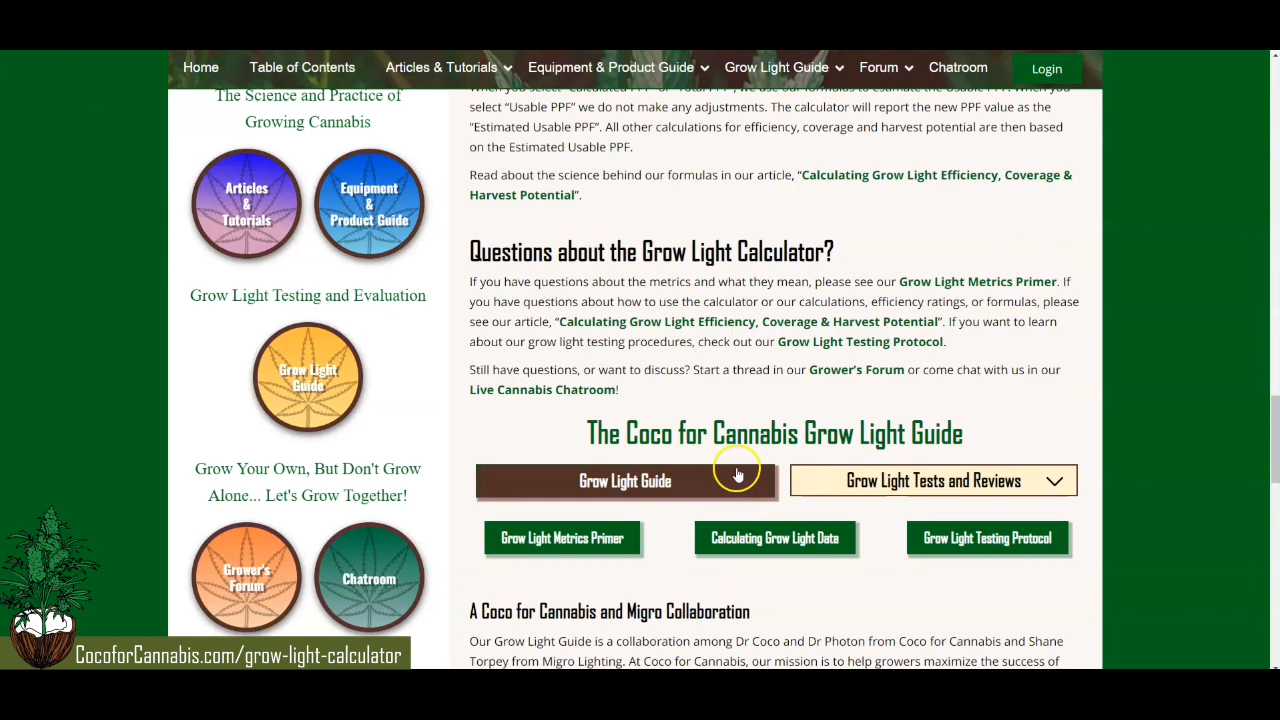 Home Table of Contents Articles & Tutorials Equipment & Product Guide Grow Light Guide Forum Chatroom Login
The Science and Practice of
Growing Cannabis
Articles
&
Tutorials
Equipment
&
Product Guide
Grow Light Testing and Evaluation
Grow Light
Guide
Grow Your Own, But Don't Grow
Alone... Let's Grow Together!
Grower's
Forum
Chatroom
select "Usable PPF" we do not make any adjustments. The calculator will report the new PPF value as the
"Estimated Usable PPF". All other calculations for efficiency, coverage and harvest potential are then based
on the Estimated Usable PPF.
Read about the science behind our formulas in our article, "Calculating Grow Light Efficiency, Coverage &
Harvest Potential".
Questions about the Grow Light Calculator?
If you have questions about the metrics and what they mean, please see our Grow Light Metrics Primer. If
you have questions about how to use the calculator or our calculations, efficiency ratings, or formulas, please
see our article, "Calculating Grow Light Efficiency, Coverage & Harvest Potential". If you want to learn
about our grow light testing procedures, check out our Grow Light Testing Protocol.
Still have questions, or want to discuss? Start a thread in our Grower's Forum or come chat with us in our
Live Cannabis Chatroom!
The Coco for Cannabis Grow Light Guide
Grow Light Guide Grow Light Tests and Reviews
Grow Light Metrics Primer Calculating Grow Light Data Grow Light Testing Protocol
A Coco for Cannabis and Migro Collaboration
Our Grow Light Guide is a collaboration among Dr Coco and Dr Photon from Coco for Cannabis and Shane
Torpey from Migro Lighting. At Coco for Cannabis, our mission is to help growers maximize the success of
CocoforCannabis.com/grow-light-calculator